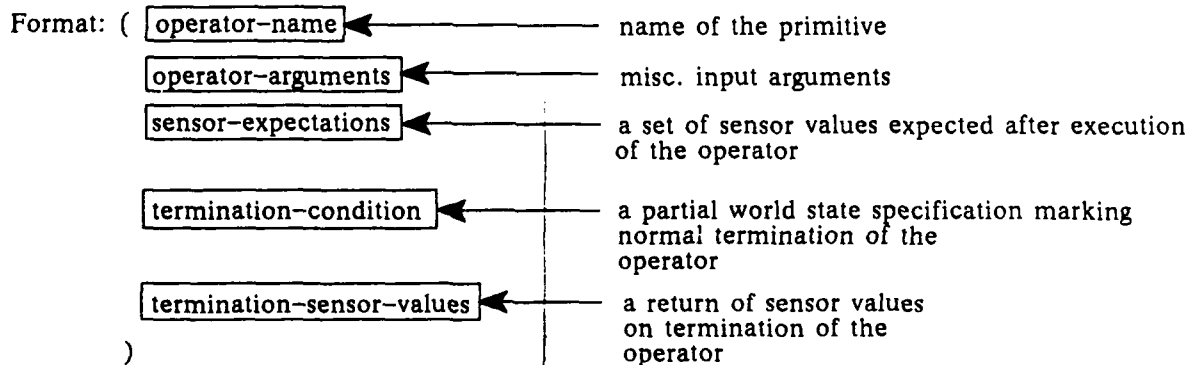 Format: ( operator-name name of the primitive
operator-arguments misc. input arguments
sensor-expectations a set of sensor values expected after execution
of the operator
termination-condition a partial world state specification marking
normal termination of the
operator
termination-sensor-values a return of sensor values
on termination of the
) operator